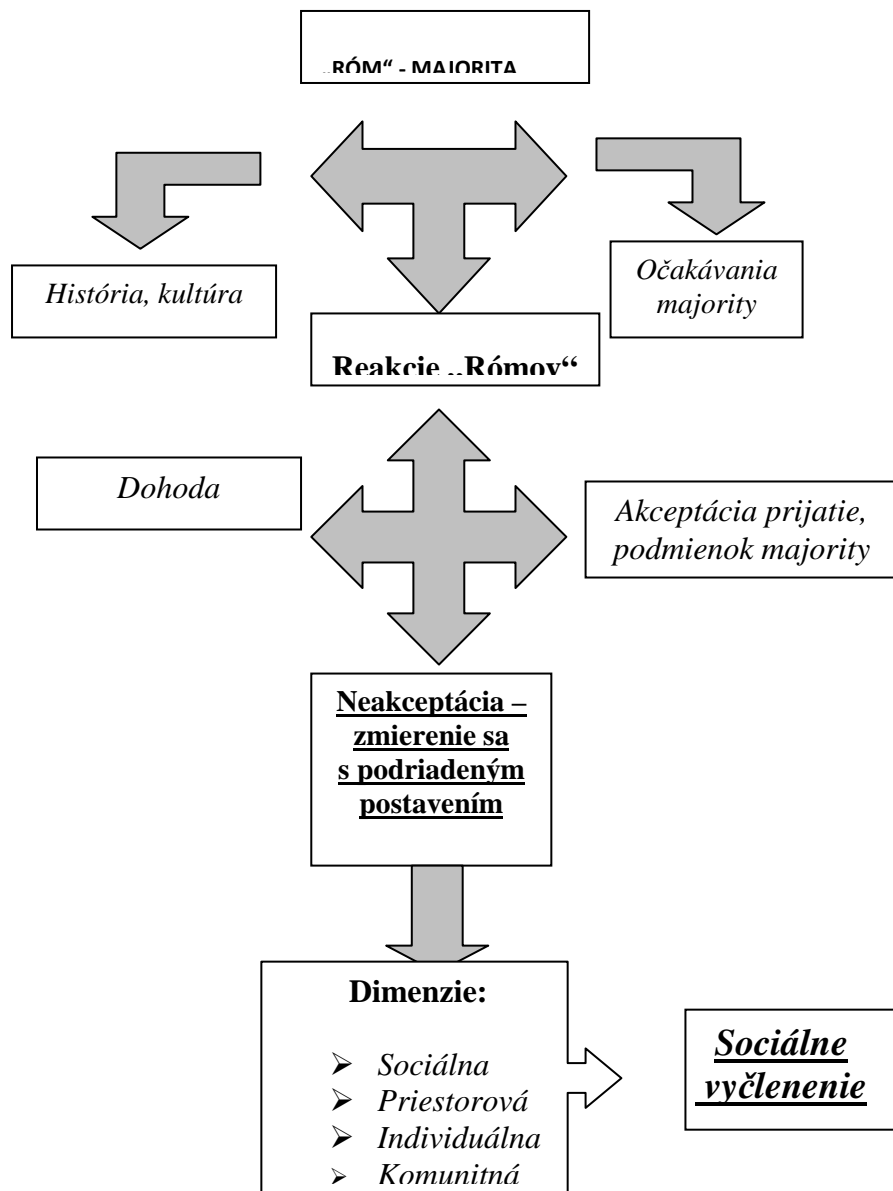 „RÓM“ - MAJORITA
História, kultúra
Očakávania
majority
Reakcie „Rómov“
Dohoda
Akceptácia prijatie,
podmienok majority
Neakceptácia –
zmierenie sa
s podriadeným
postavením
Dimenzie:
➢ Sociálna
➢ Priestorová
➢ Individuálna
➢ Komunitná
Sociálne
vyčlenenie